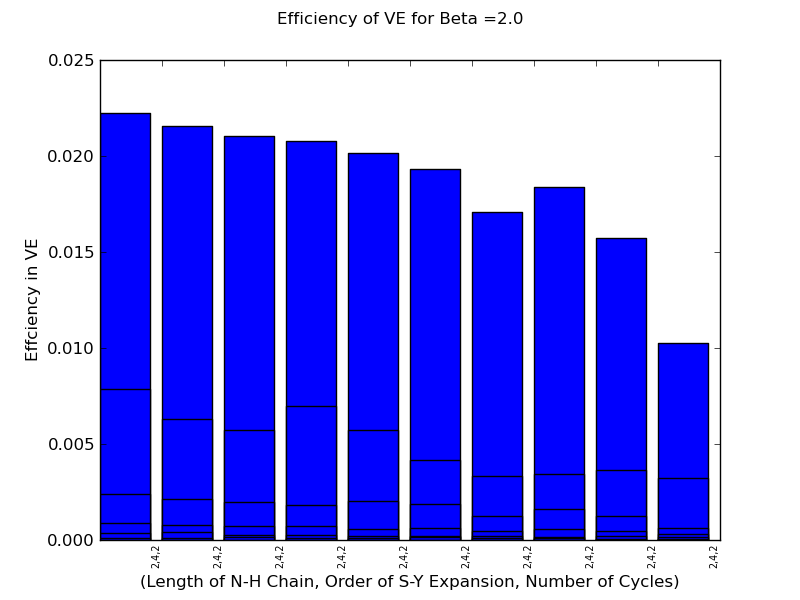 Efficiency of VE for Beta =2.0
0.025
0.020
0.015
0.010
0.005
0.000
Effciency in VE
2,4,2 2,4,2 2,4,2 2,4,2 2,4,2 2,4,2 2,4,2 2,4,2 2,4,2 2,4,2
(Length of N-H Chain, Order of S-Y Expansion, Number of Cycles)